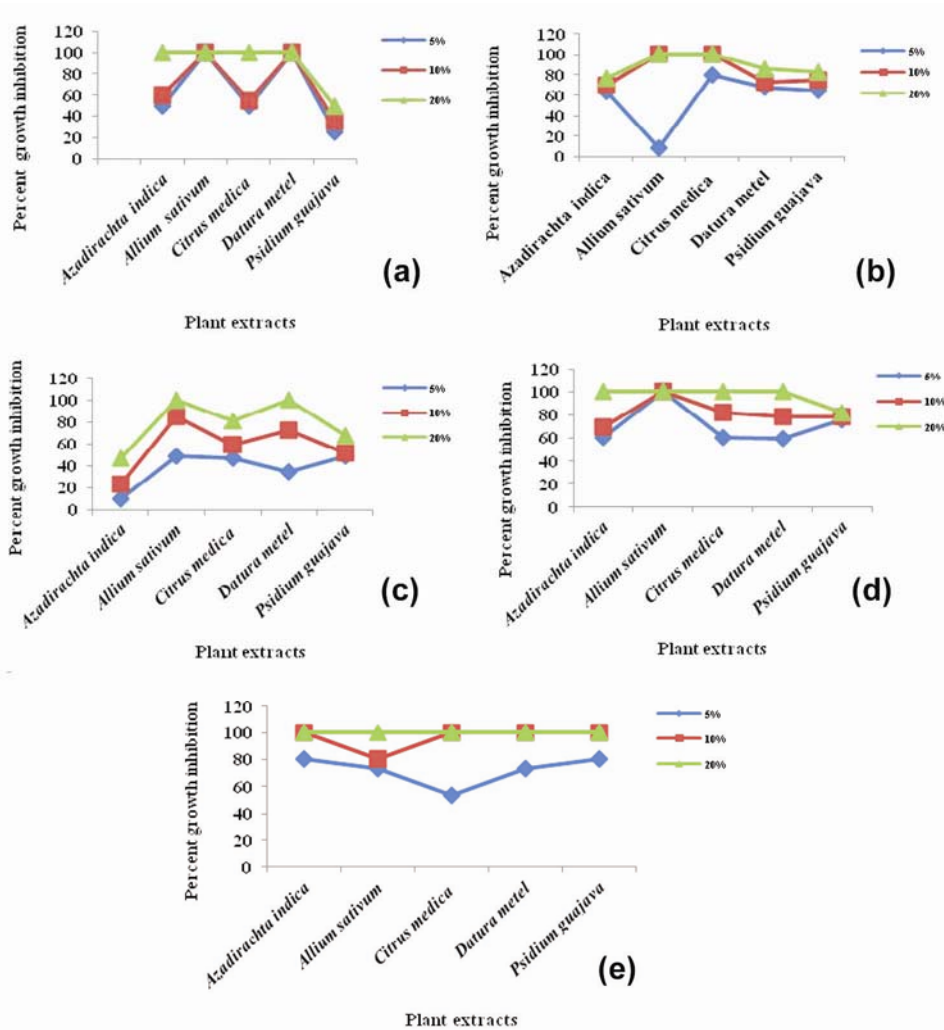 Percent growth inhibition
120
100
80
60
40
20
0
5%
10%
20%
Azadirachta indica
Allium sativum
Citrus medica
Datura metel
Psidium guajava
(a)
Plant extracts
Percent growth inhibition
120
100
80
60
40
20
0
5%
10%
20%
Azadirachta indica
Allium sativum
Citrus medica
Datura metel
Psidium guajava
(b)
Plant extracts
Percent growth inhibition
120
100
80
60
40
20
0
5%
10%
20%
Azadirachta indica
Allium sativum
Citrus medica
Datura metel
Psidium guajava
(c)
Plant extracts
Percent growth inhibition
120
100
80
60
40
20
0
5%
10%
20%
Azadirachta indica
Allium sativum
Citrus medica
Datura metel
Psidium guajava
(d)
Plant extracts
Percent growth inhibition
120
100
80
60
40
20
0
5%
10%
20%
Azadirachta indica
Allium sativum
Citrus medica
Datura metel
Psidium guajava
(e)
Plant extracts